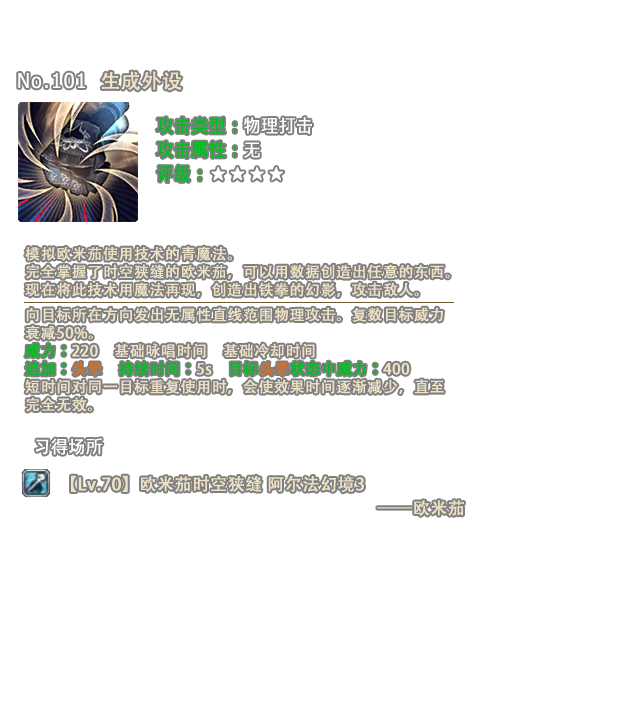 No.101 生成外设
攻击类型：物理打击
攻击属性：无
评级：☆☆☆☆
模拟欧米茄使用技术的青魔法。
完全掌握了时空狭缝的欧米茄，可以用数据创造出任意的东西。
现在将此技术用魔法再现，创造出铁拳的幻影，攻击敌人。
向目标所在方向发出无属性直线范围物理攻击。复数目标威力
衰减50%。
威力：220 基础咏唱时间 基础冷却时间
追加：头晕 持续时间：5s 目标头晕状态中威力：400
短时间对同一目标重复使用时，会使效果时间逐渐减少，直至
完全无效。
习得场所
【Lv.70】欧米茄时空狭缝 阿尔法幻境3
——欧米茄